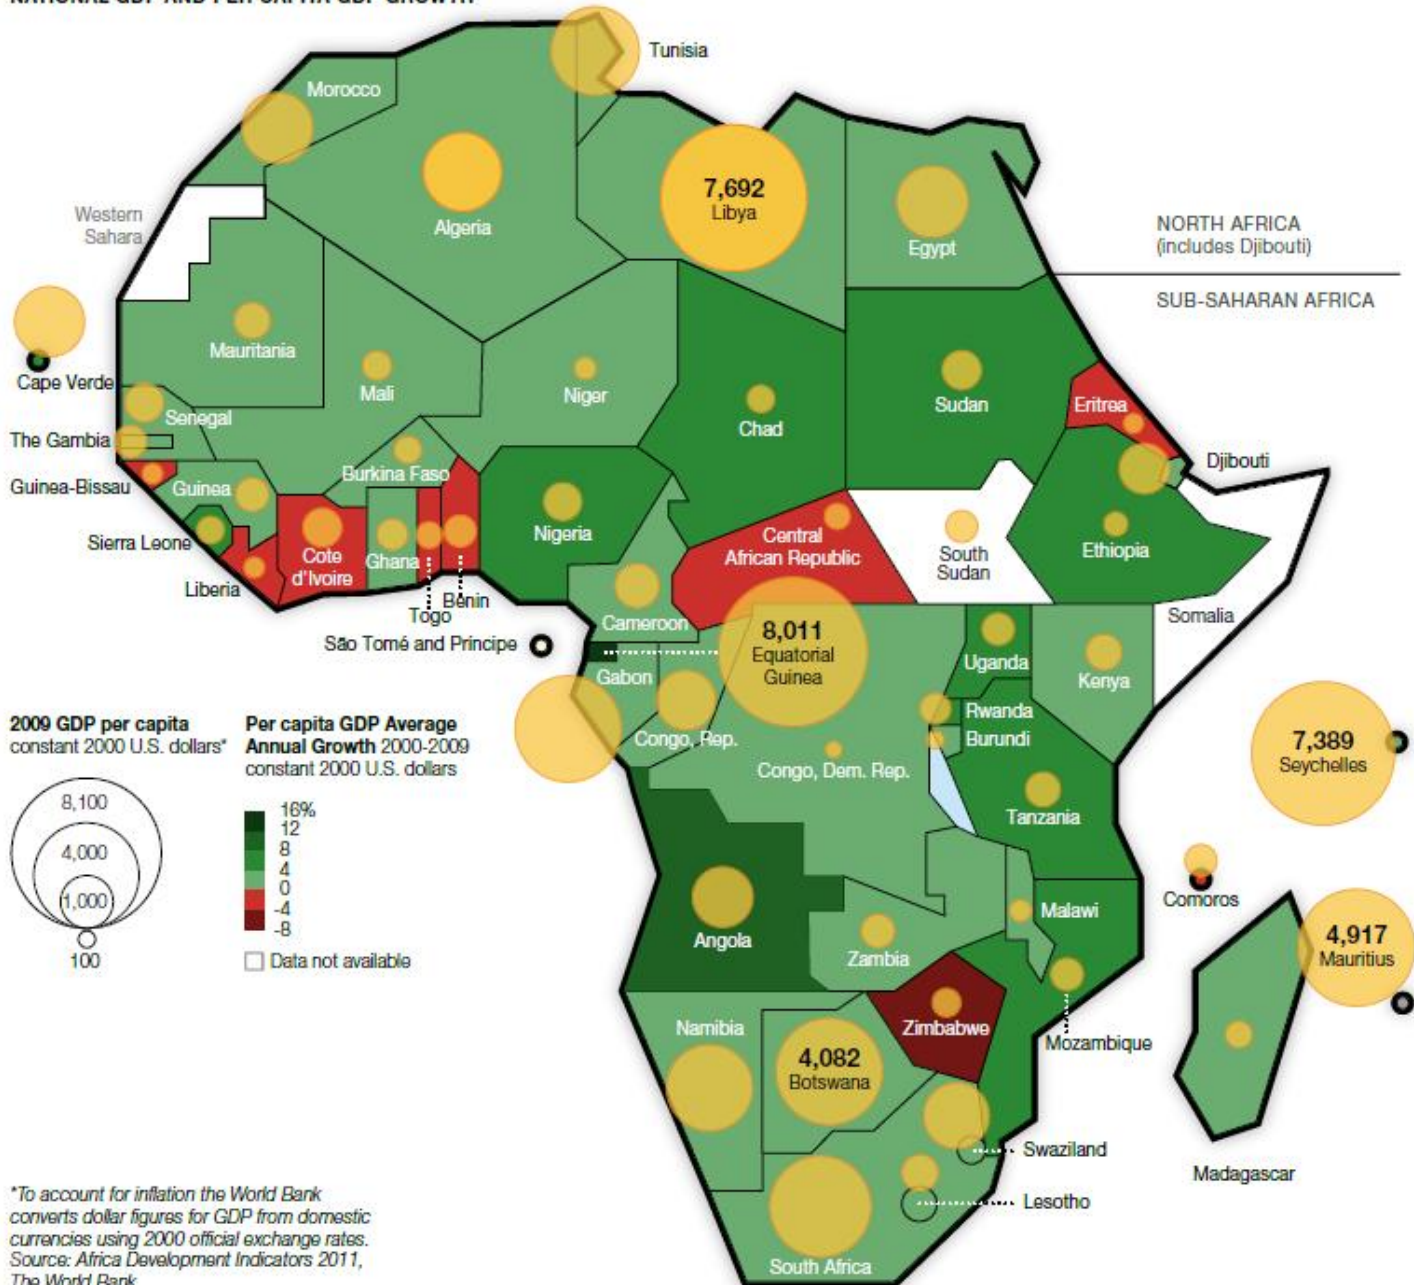 Tunisia
Morocco
7,692
Libya
Algeria
Egypt
Western
Sahara
NORTH AFRICA
(includes Djibouti)
SUB-SAHARAN AFRICA
Mauritania
Mali
Niger
Chad
Sudan
Eritrea
Cape Verde
Senegal
The Gambia
Djibouti
Burkina Faso
Guinea-Bissau
Guinea
Nigeria
Sierra Leone
Cote
d'Ivoire
Ghana
Central
African Republic
South
Sudan
Ethiopia
Liberia
Togo
Benin
Somalia
São Tomé and Principe
Cameroon
8,011
Equatorial
Guinea
Uganda
Kenya
Gabon
Rwanda
Burundi
Congo, Rep.
Congo, Dem. Rep.
7,389
Seychelles
2009 GDP per capita
constant 2000 U.S. dollars*
8,100
4,000
1,000
100
Per capita GDP Average
Annual Growth 2000-2009
constant 2000 U.S. dollars
16%
12
8
4
0
-4
-8
Data not available
Tanzania
Comoros
Angola
Zambia
Malawi
4,917
Mauritius
Namibia
4,082
Botswana
Zimbabwe
Mozambique
Swaziland
Madagascar
Lesotho
South Africa
*To account for inflation the World Bank
converts dollar figures for GDP from domestic
currencies using 2000 official exchange rates.
Source: Africa Development Indicators 2011,
The World Bank